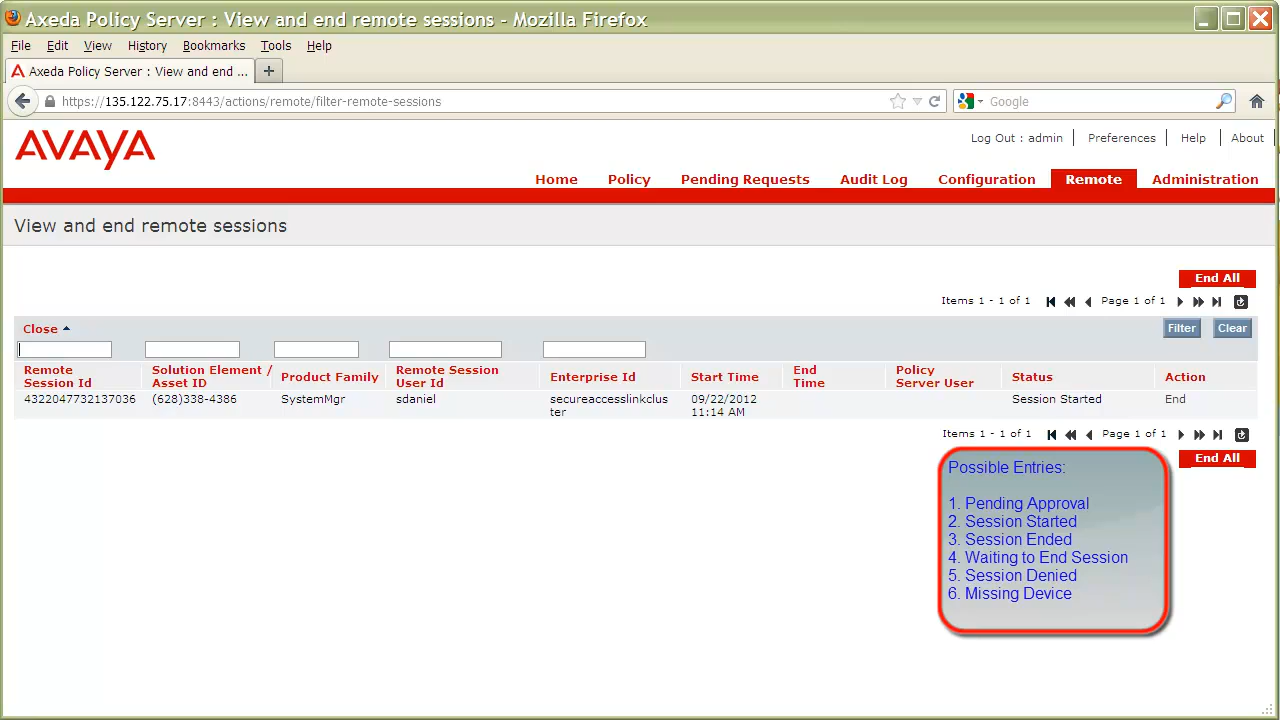 Axeda Policy Server : View and end remote sessions - Mozilla Firefox
File Edit View History Bookmarks Tools Help
Axeda Policy Server : View and end ...
https://135.122.75.17:8443/action/remote/filter-remote-sessions
Google
AVAYA
Log Out : admin | Preferences | Help | About
Home Policy Pending Requests Audit Log Configuration Remote Administration
View and end remote sessions
End All
Items 1 - 1 of 1 Page 1 of 1
Close Filter Clear
Remote Session Id
Solution Element / Asset ID
Product Family
Remote Session User Id
Enterprise Id
Start Time
End Time
Policy Server User
Status
Action
4322047732137036
(628)338-4386
SystemMgr
sdaniel
secureaccesslinkclus
ter
09/22/2012
11:14 AM
Session Started
End
Items 1 - 1 of 1 Page 1 of 1
End All
Possible Entries:
1. Pending Approval
2. Session Started
3. Session Ended
4. Waiting to End Session
5. Session Denied
6. Missing Device